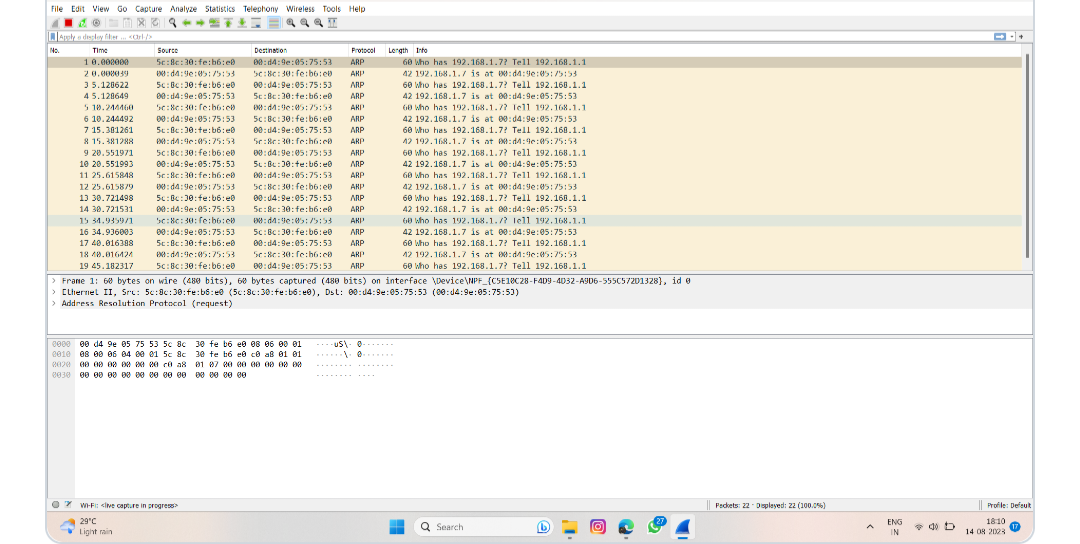 File Edit View Go Capture Analyze Statistics Telephony Wireless Tools Help
Apply a display filter ... <Ctrl-/>
No. Time Source Destination Protocol Length Info
1 0.000000 5c:8c:30:fe:b6:e0 00:d4:9e:05:75:53 ARP 60 Who has 192.168.1.7? Tell 192.168.1.1
2 0.000039 00:d4:9e:05:75:53 5c:8c:30:fe:b6:e0 ARP 42 192.168.1.7 is at 00:d4:9e:05:75:53
3 5.128622 5c:8c:30:fe:b6:e0 00:d4:9e:05:75:53 ARP 60 Who has 192.168.1.7? Tell 192.168.1.1
4 5.128649 00:d4:9e:05:75:53 5c:8c:30:fe:b6:e0 ARP 42 192.168.1.7 is at 00:d4:9e:05:75:53
5 10.244460 5c:8c:30:fe:b6:e0 00:d4:9e:05:75:53 ARP 60 Who has 192.168.1.7? Tell 192.168.1.1
6 10.244492 00:d4:9e:05:75:53 5c:8c:30:fe:b6:e0 ARP 42 192.168.1.7 is at 00:d4:9e:05:75:53
7 15.381261 5c:8c:30:fe:b6:e0 00:d4:9e:05:75:53 ARP 60 Who has 192.168.1.7? Tell 192.168.1.1
8 15.381288 00:d4:9e:05:75:53 5c:8c:30:fe:b6:e0 ARP 42 192.168.1.7 is at 00:d4:9e:05:75:53
9 20.551971 5c:8c:30:fe:b6:e0 00:d4:9e:05:75:53 ARP 60 Who has 192.168.1.7? Tell 192.168.1.1
10 20.551993 00:d4:9e:05:75:53 5c:8c:30:fe:b6:e0 ARP 42 192.168.1.7 is at 00:d4:9e:05:75:53
11 25.615848 5c:8c:30:fe:b6:e0 00:d4:9e:05:75:53 ARP 60 Who has 192.168.1.7? Tell 192.168.1.1
12 25.615879 00:d4:9e:05:75:53 5c:8c:30:fe:b6:e0 ARP 42 192.168.1.7 is at 00:d4:9e:05:75:53
13 30.721498 5c:8c:30:fe:b6:e0 00:d4:9e:05:75:53 ARP 60 Who has 192.168.1.7? Tell 192.168.1.1
14 30.721531 00:d4:9e:05:75:53 5c:8c:30:fe:b6:e0 ARP 42 192.168.1.7 is at 00:d4:9e:05:75:53
15 34.935971 5c:8c:30:fe:b6:e0 00:d4:9e:05:75:53 ARP 60 Who has 192.168.1.7? Tell 192.168.1.1
16 34.936003 00:d4:9e:05:75:53 5c:8c:30:fe:b6:e0 ARP 42 192.168.1.7 is at 00:d4:9e:05:75:53
17 40.016388 5c:8c:30:fe:b6:e0 00:d4:9e:05:75:53 ARP 60 Who has 192.168.1.7? Tell 192.168.1.1
18 40.016424 00:d4:9e:05:75:53 5c:8c:30:fe:b6:e0 ARP 42 192.168.1.7 is at 00:d4:9e:05:75:53
19 45.182317 5c:8c:30:fe:b6:e0 00:d4:9e:05:75:53 ARP 60 Who has 192.168.1.7? Tell 192.168.1.1
> Frame 1: 60 bytes on wire (480 bits), 60 bytes captured (480 bits) on interface \Device\NPF_{C5E10C28-F4D9-4D32-A9D6-555C572D1328}, id 0
> Ethernet II, Src: 5c:8c:30:fe:b6:e0 (5c:8c:30:fe:b6:e0), Dst: 00:d4:9e:05:75:53 (00:d4:9e:05:75:53)
> Address Resolution Protocol (request)
0000 00 d4 9e 05 75 53 5c 8c 30 fe b6 e0 08 06 00 01 ····uS\· 0·······
0010 08 00 06 04 00 01 5c 8c 30 fe b6 e0 c0 a8 01 01 ······\· 0·······
0020 00 00 00 00 00 00 c0 a8 01 07 00 00 00 00 00 00 ········ ········
0030 00 00 00 00 00 00 00 00 00 00 00 00 ········ ····
Wi-Fi: <live capture in progress> Packets: 22 · Displayed: 22 (100.0%) Profile: Default
29°C
Light rain
Search
27
ENG
IN
18:10
14-08-2023
17